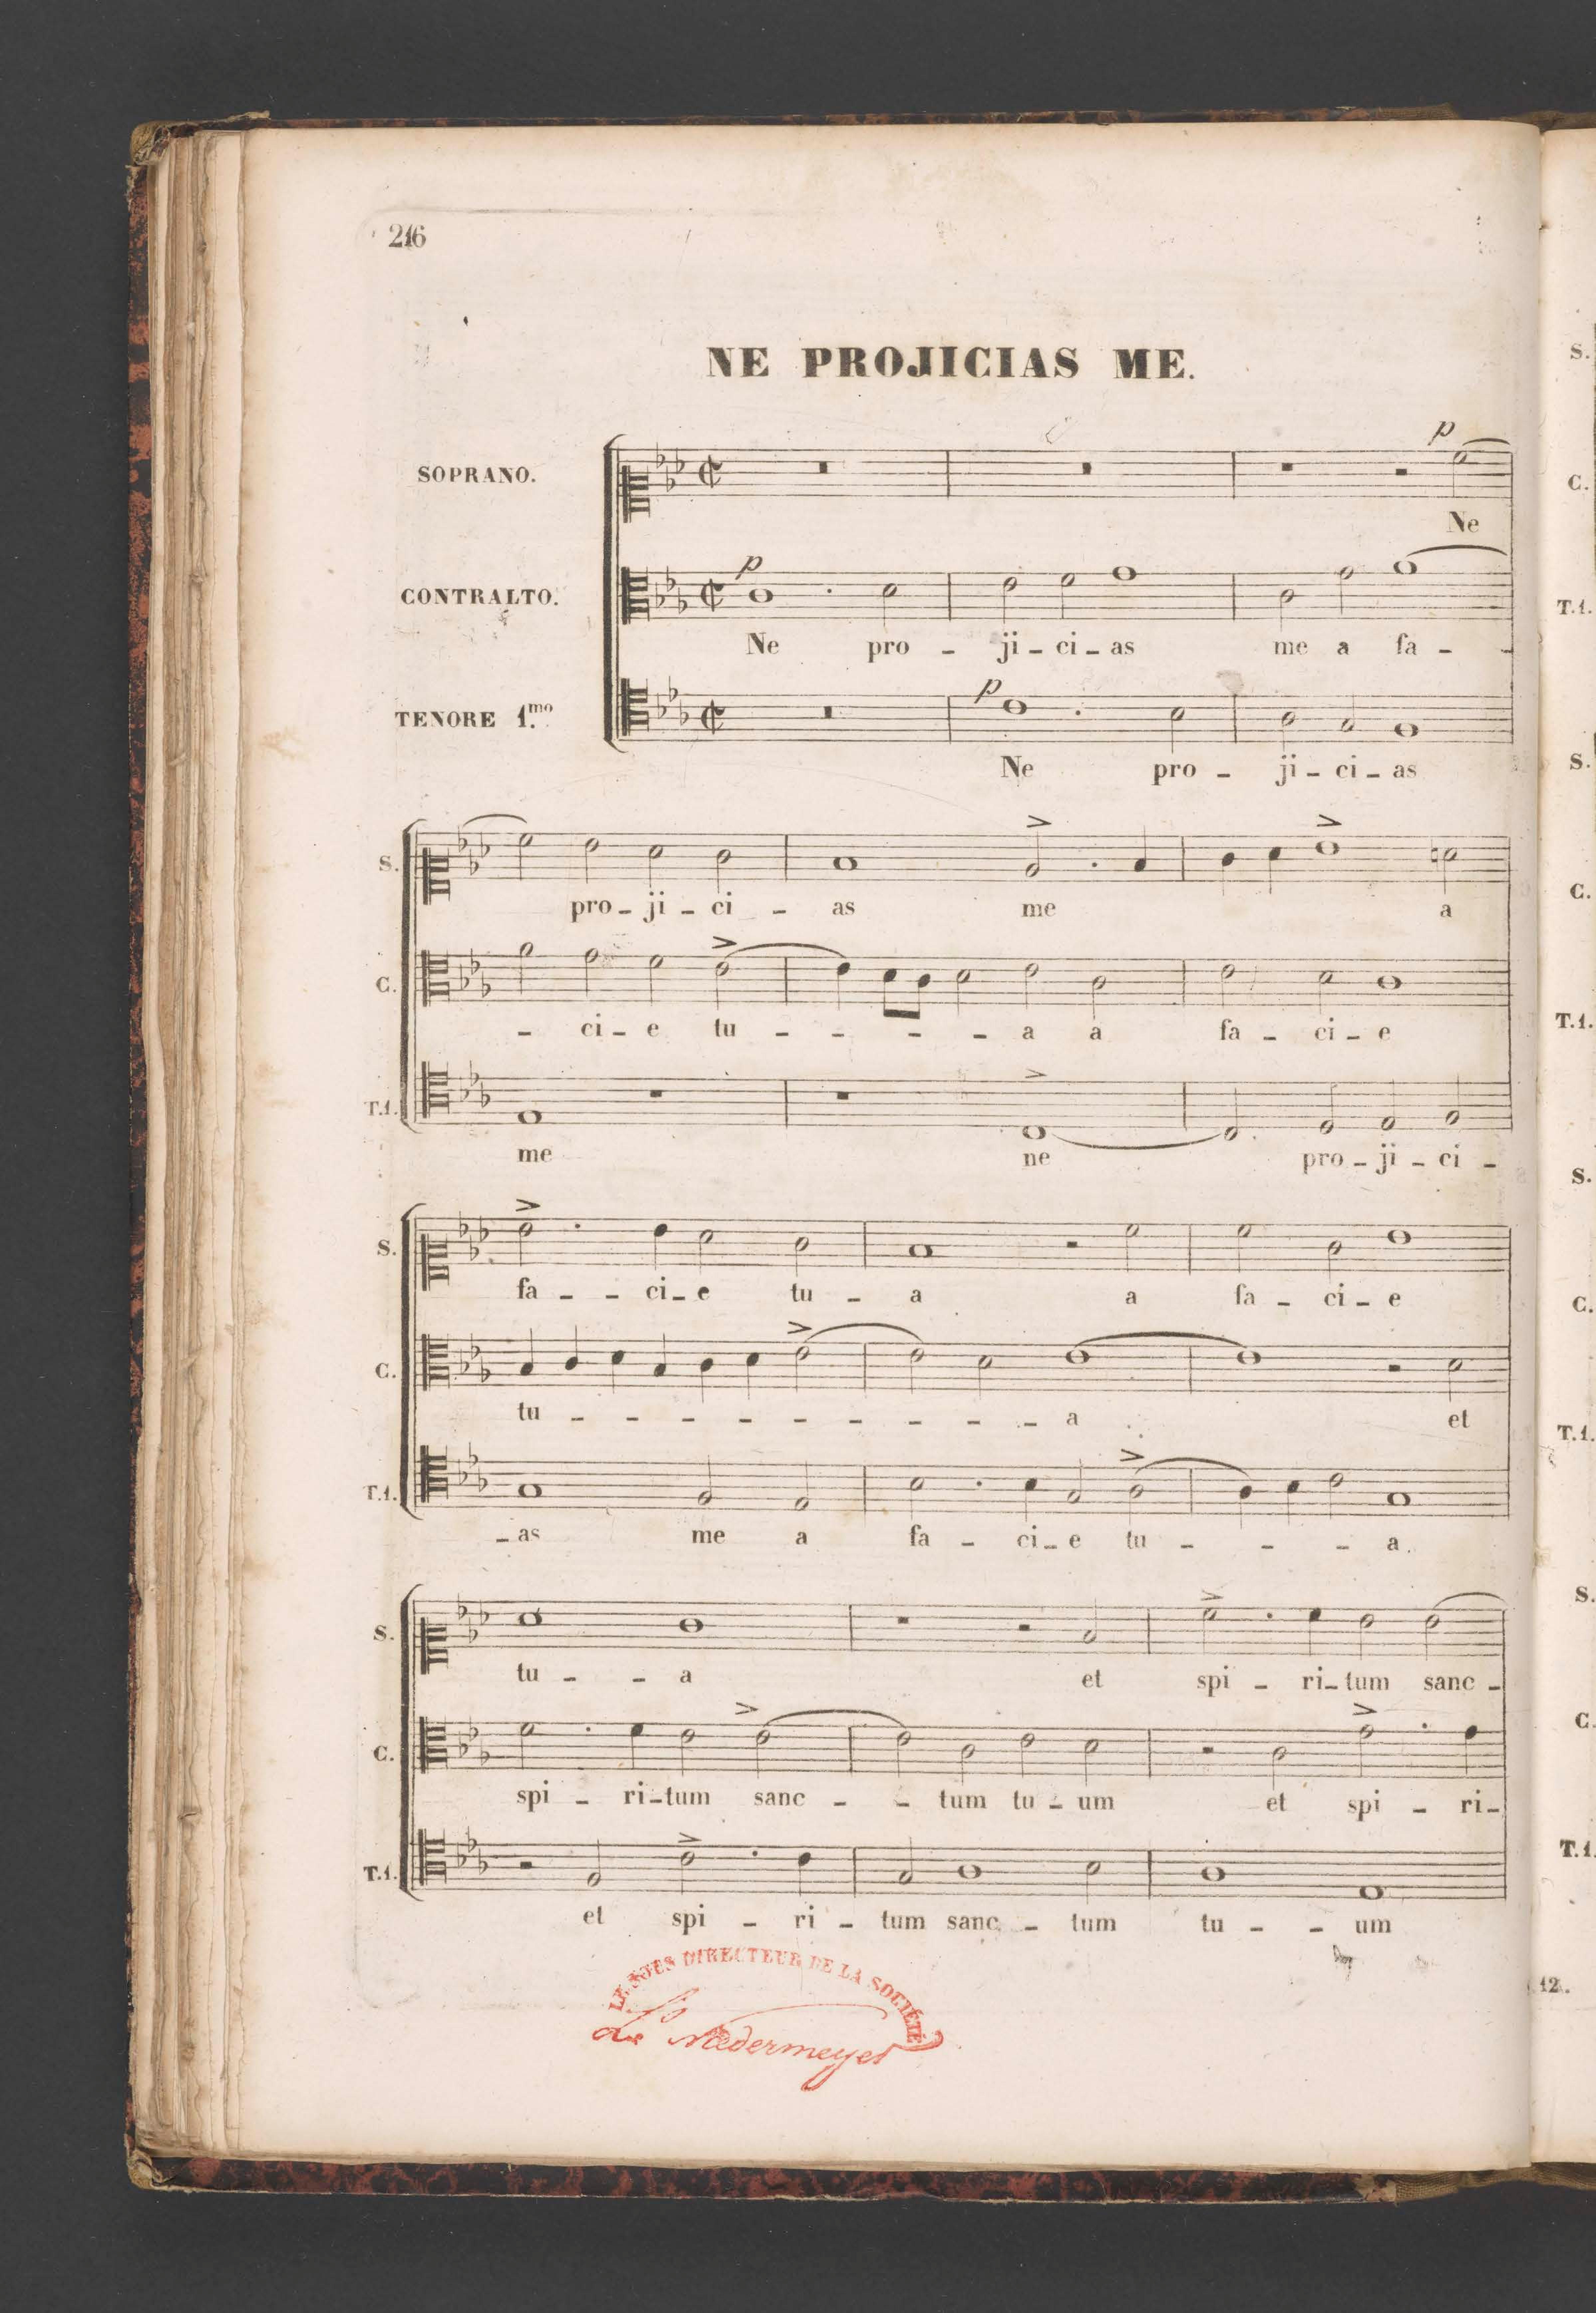 216
NE PROJICIAS ME.
SOPRANO.
p
Ne
CONTRALTO.
p
Ne pro - ji - ci - as me a fa -
TENORE 1.mo
p
Ne pro - ji - ci - as
S.
pro - ji - ci - as me a
C.
- ci - e tu - - - - a a fa - ci - e
T.1.
me ne pro - ji - ci -
S.
fa - - ci - e tu - a a fa - ci - e
C.
tu - - - - - - - - - a et
T.1.
- as me a fa - ci - e tu - - - a.
S.
tu - - a et spi - ri - tum sanc -
C.
spi - ri - tum sanc - - tum tu - um et spi - ri -
T.1.
et spi - ri - tum sanc - tum tu - - um
LE SOUS DIRECTEUR DE LA SOCIÉTÉ
Niedermeyer
S.
C.
T.1.
S.
C.
T.1.
S.
C.
T.1.
S.
C.
T.1.
12.